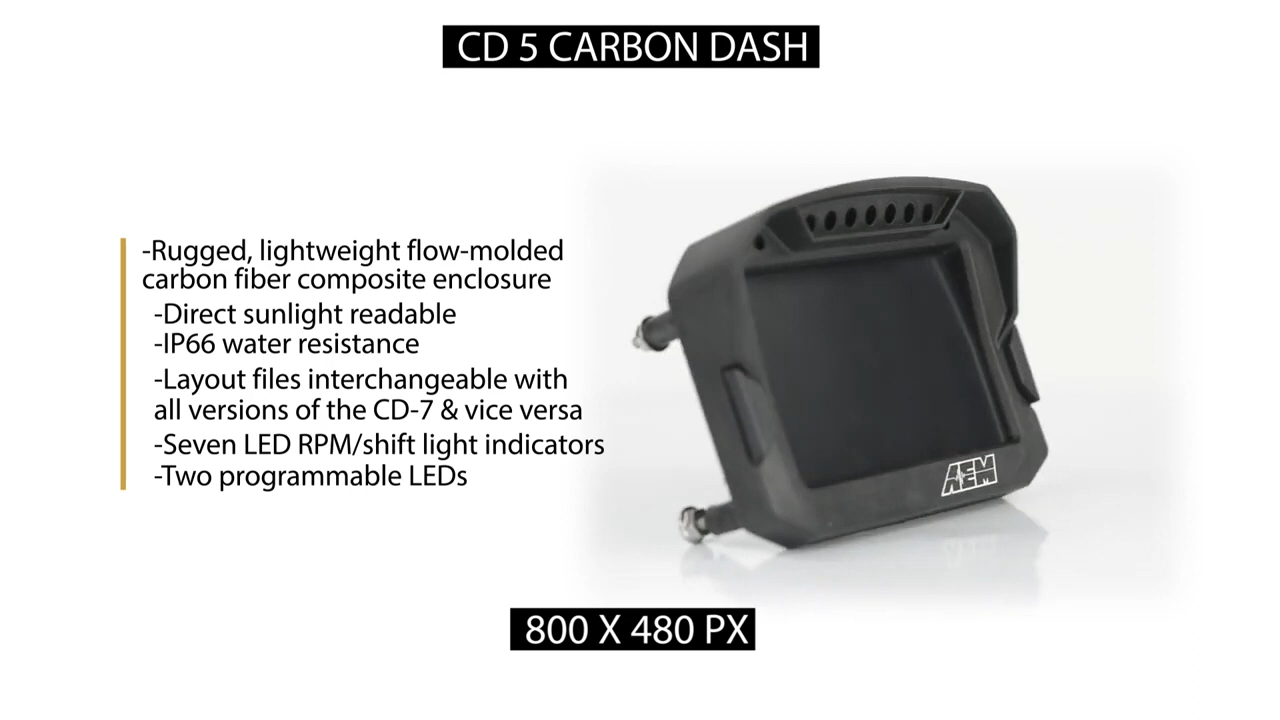 CD 5 CARBON DASH
-Rugged, lightweight flow-molded
carbon fiber composite enclosure
-Direct sunlight readable
-IP66 water resistance
-Layout files interchangeable with
all versions of the CD-7 & vice versa
-Seven LED RPM/shift light indicators
-Two programmable LEDs
AEM
800 X 480 PX